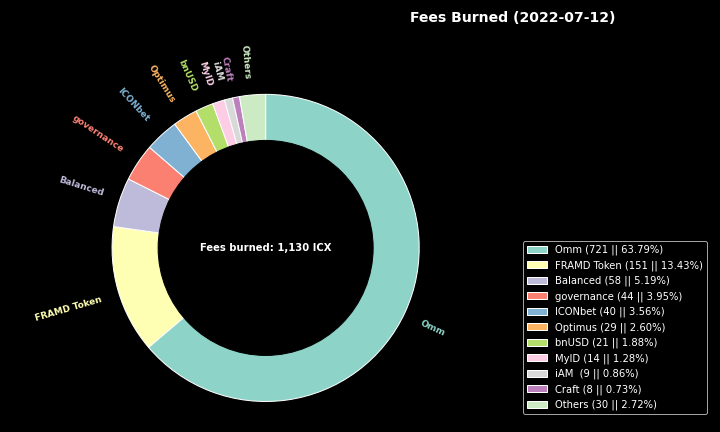 Fees Burned (2022-07-12)
Others
Craft
iAM
MyID
bnUSD
Optimus
ICONbet
governance
Balanced
FRAMD Token
Omm
Fees burned: 1,130 ICX
Omm (721 || 63.79%)
FRAMD Token (151 || 13.43%)
Balanced (58 || 5.19%)
governance (44 || 3.95%)
ICONbet (40 || 3.56%)
Optimus (29 || 2.60%)
bnUSD (21 || 1.88%)
MyID (14 || 1.28%)
iAM  (9 || 0.86%)
Craft (8 || 0.73%)
Others (30 || 2.72%)